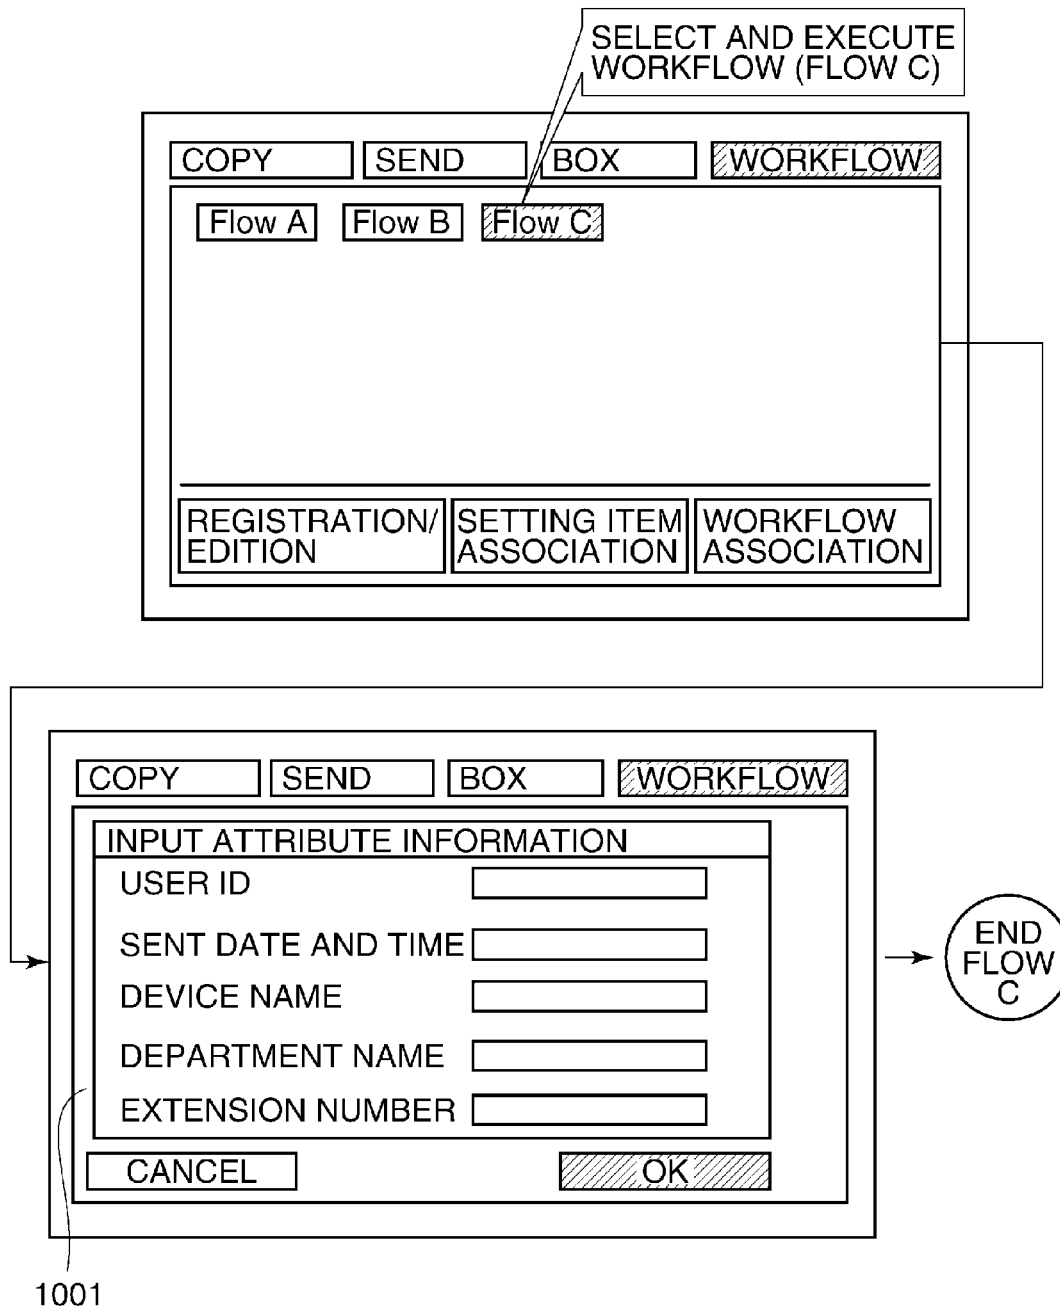 SELECT AND EXECUTE
WORKFLOW (FLOW C)
COPY SEND BOX WORKFLOW
Flow A Flow B Flow C
REGISTRATION/
EDITION
SETTING ITEM
ASSOCIATION
WORKFLOW
ASSOCIATION
COPY SEND BOX WORKFLOW
INPUT ATTRIBUTE INFORMATION
USER ID
SENT DATE AND TIME
DEVICE NAME
DEPARTMENT NAME
EXTENSION NUMBER
CANCEL OK
END
FLOW
C
1001